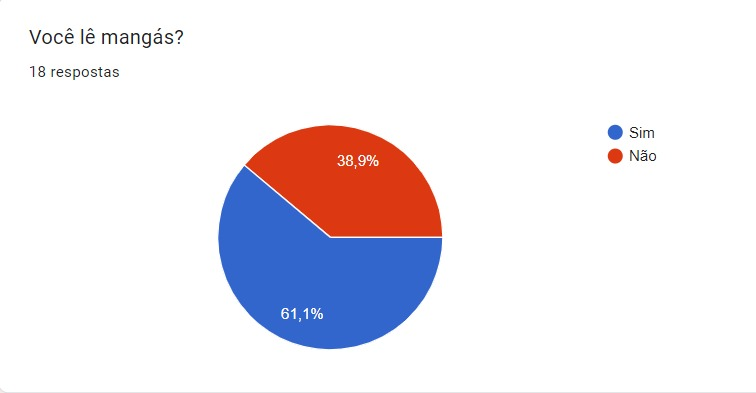 Você lê mangás?
18 respostas
Sim
Não
38,9%
61,1%